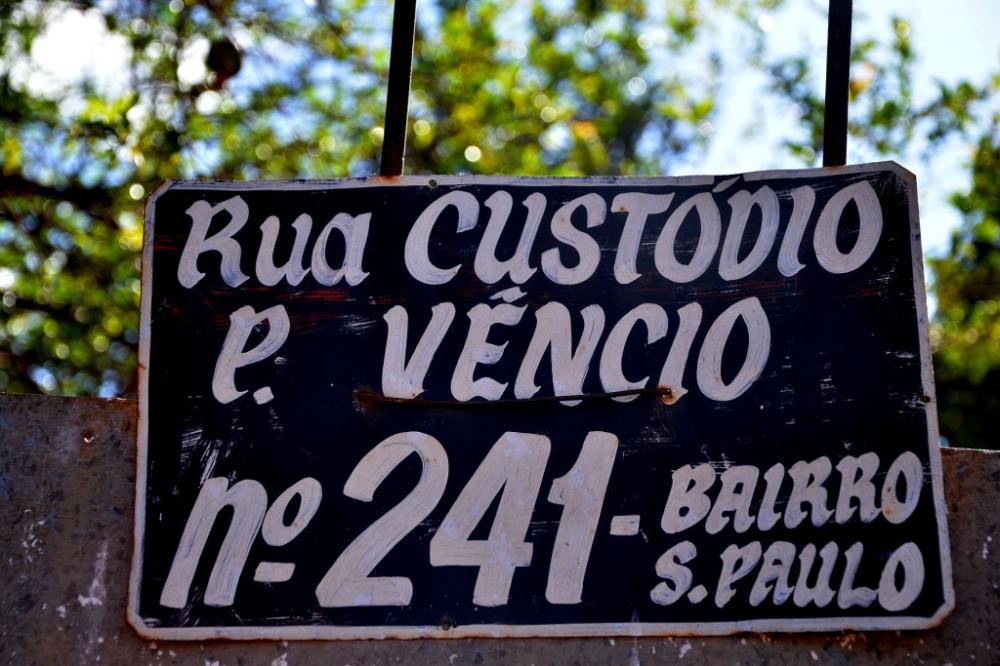 Rua CUSTÓDIO
P. VÊNCIO
nº 241- BAIRRO
S. PAULO